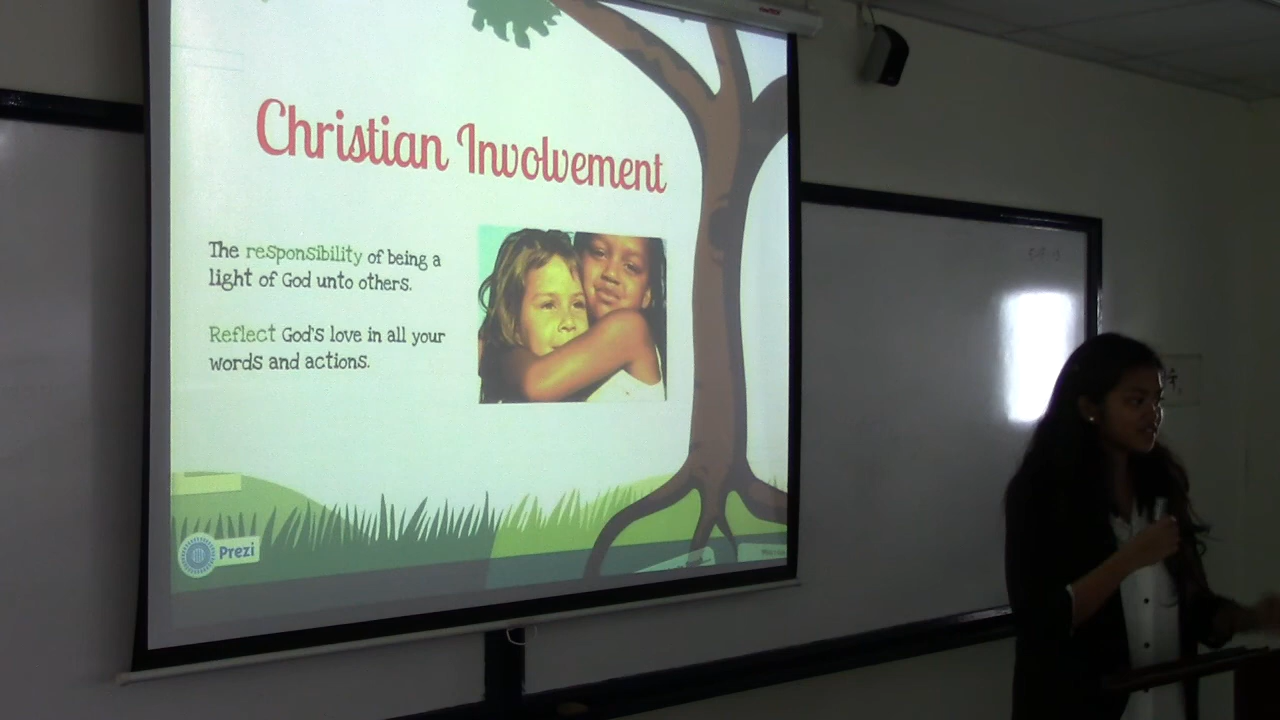 Christian Involvement
The responsibility of being a
light of God unto others.
Reflect God's love in all your
words and actions.
Prezi